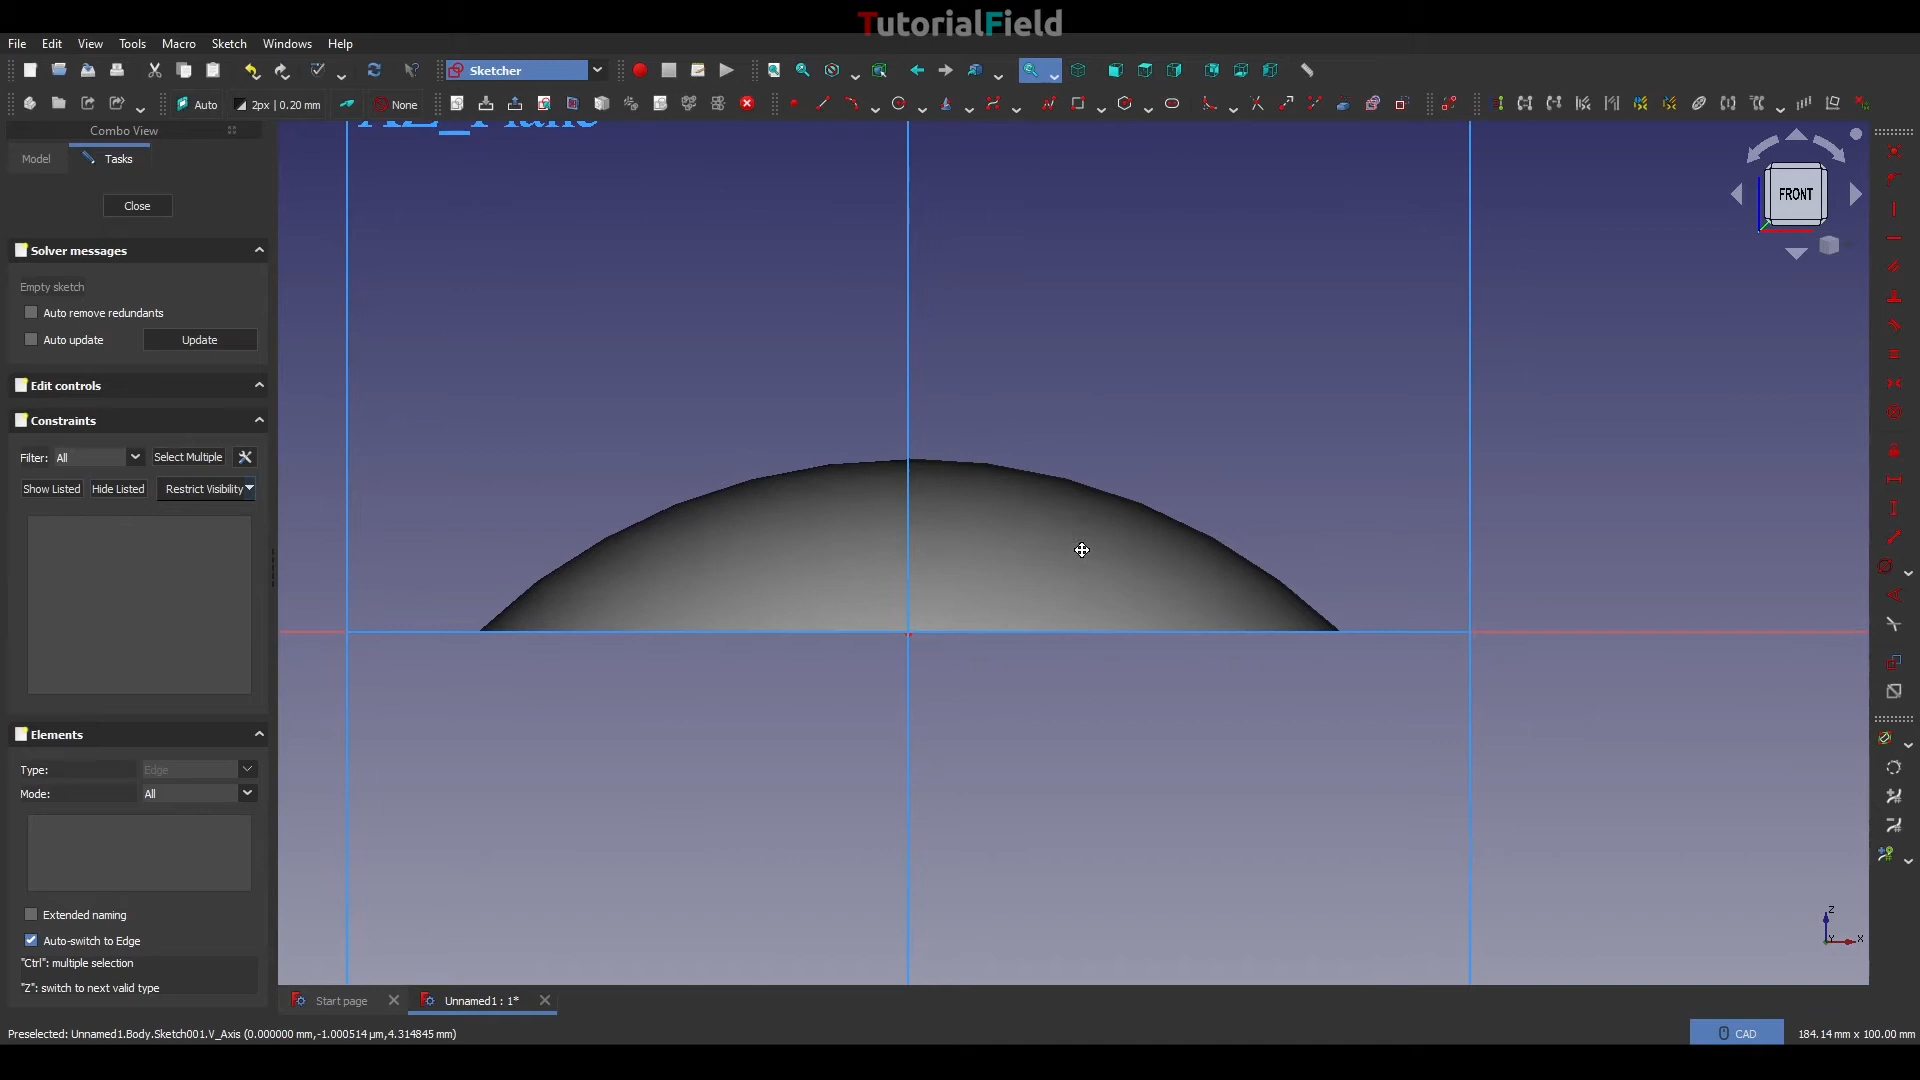 TutorialField
File Edit View Tools Macro Sketch Windows Help
Sketcher
Auto 2px | 0.20 mm None
Combo View
Model Tasks
Close
Solver messages
Empty sketch
Auto remove redundants
Auto update Update
Edit controls
Constraints
Filter: All Select Multiple
Show Listed Hide Listed Restrict Visibility
Elements
Type: Edge
Mode: All
Extended naming
Auto-switch to Edge
"Ctrl": multiple selection
"Z": switch to next valid type
FRONT
Z
Y X
Start page Unnamed1 : 1*
Preselected: Unnamed1.Body.Sketch001.V_Axis (0.000000 mm,-1.000514 µm,4.314845 mm)
CAD 184.14 mm x 100.00 mm